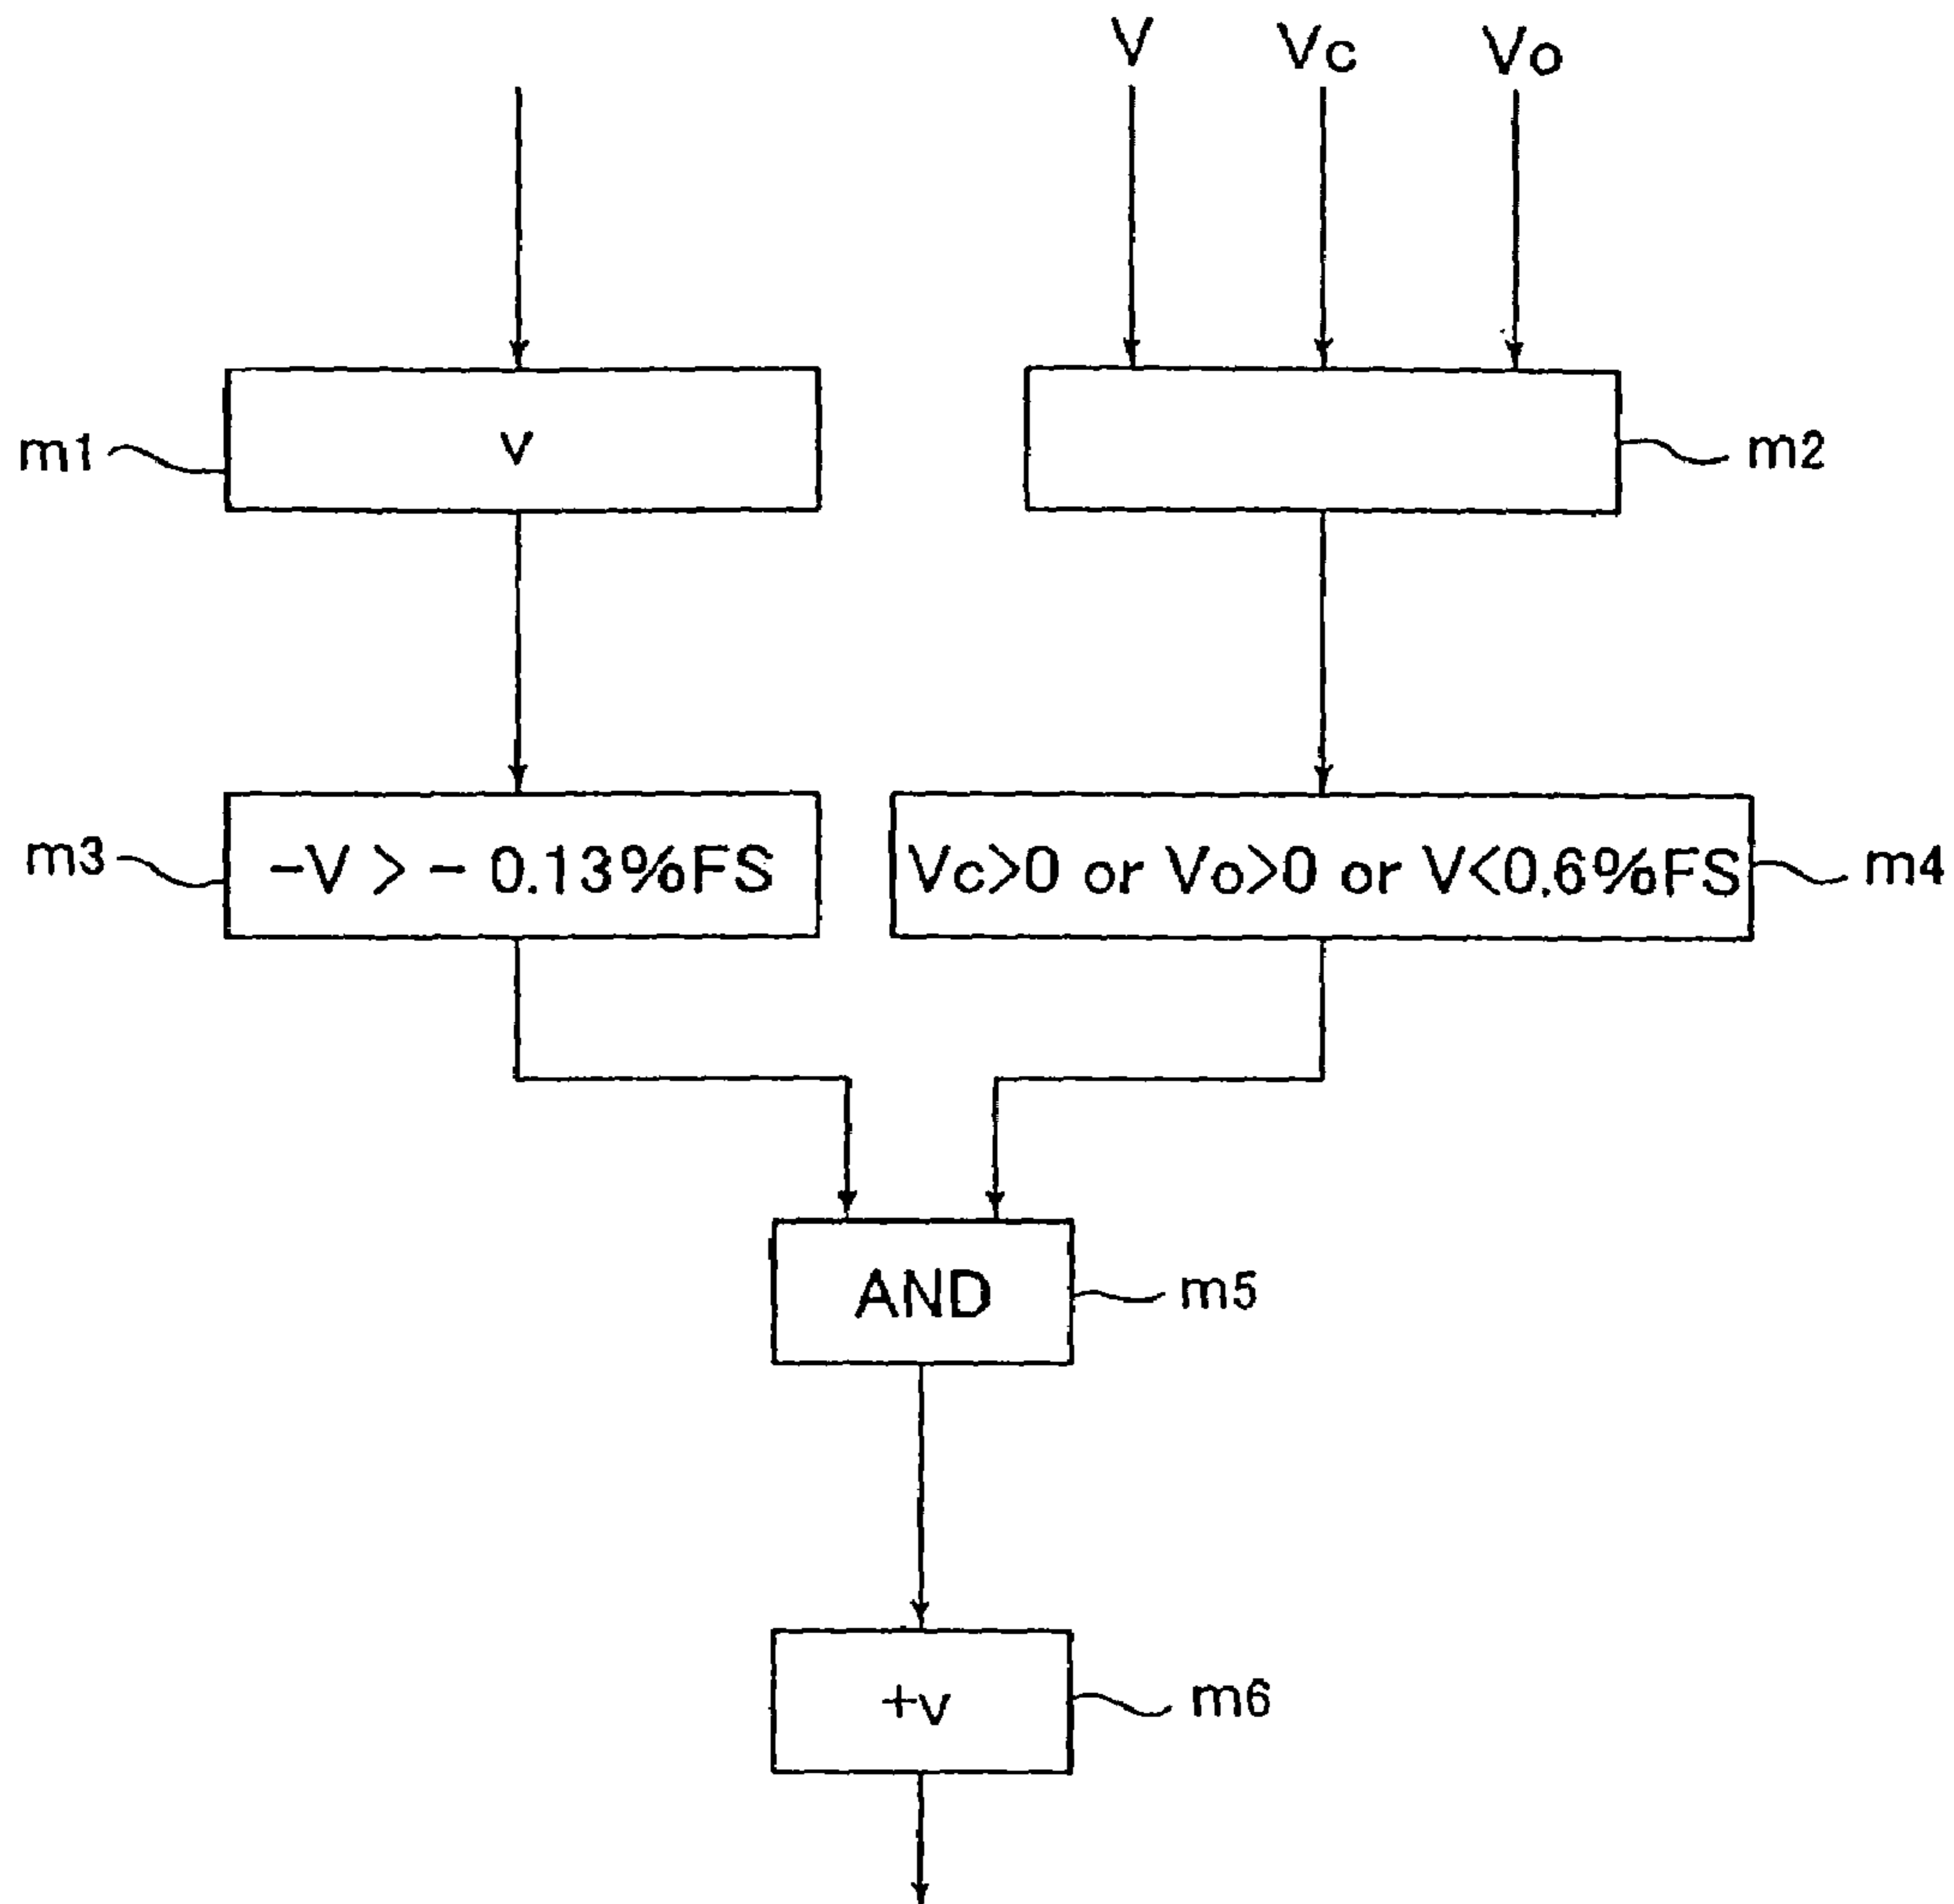 V Vc Vo
m1 v m2
m3 -V > - 0.13%FS Vc>0 or Vo>0 or V<0.6%FS m4
AND m5
+v m6